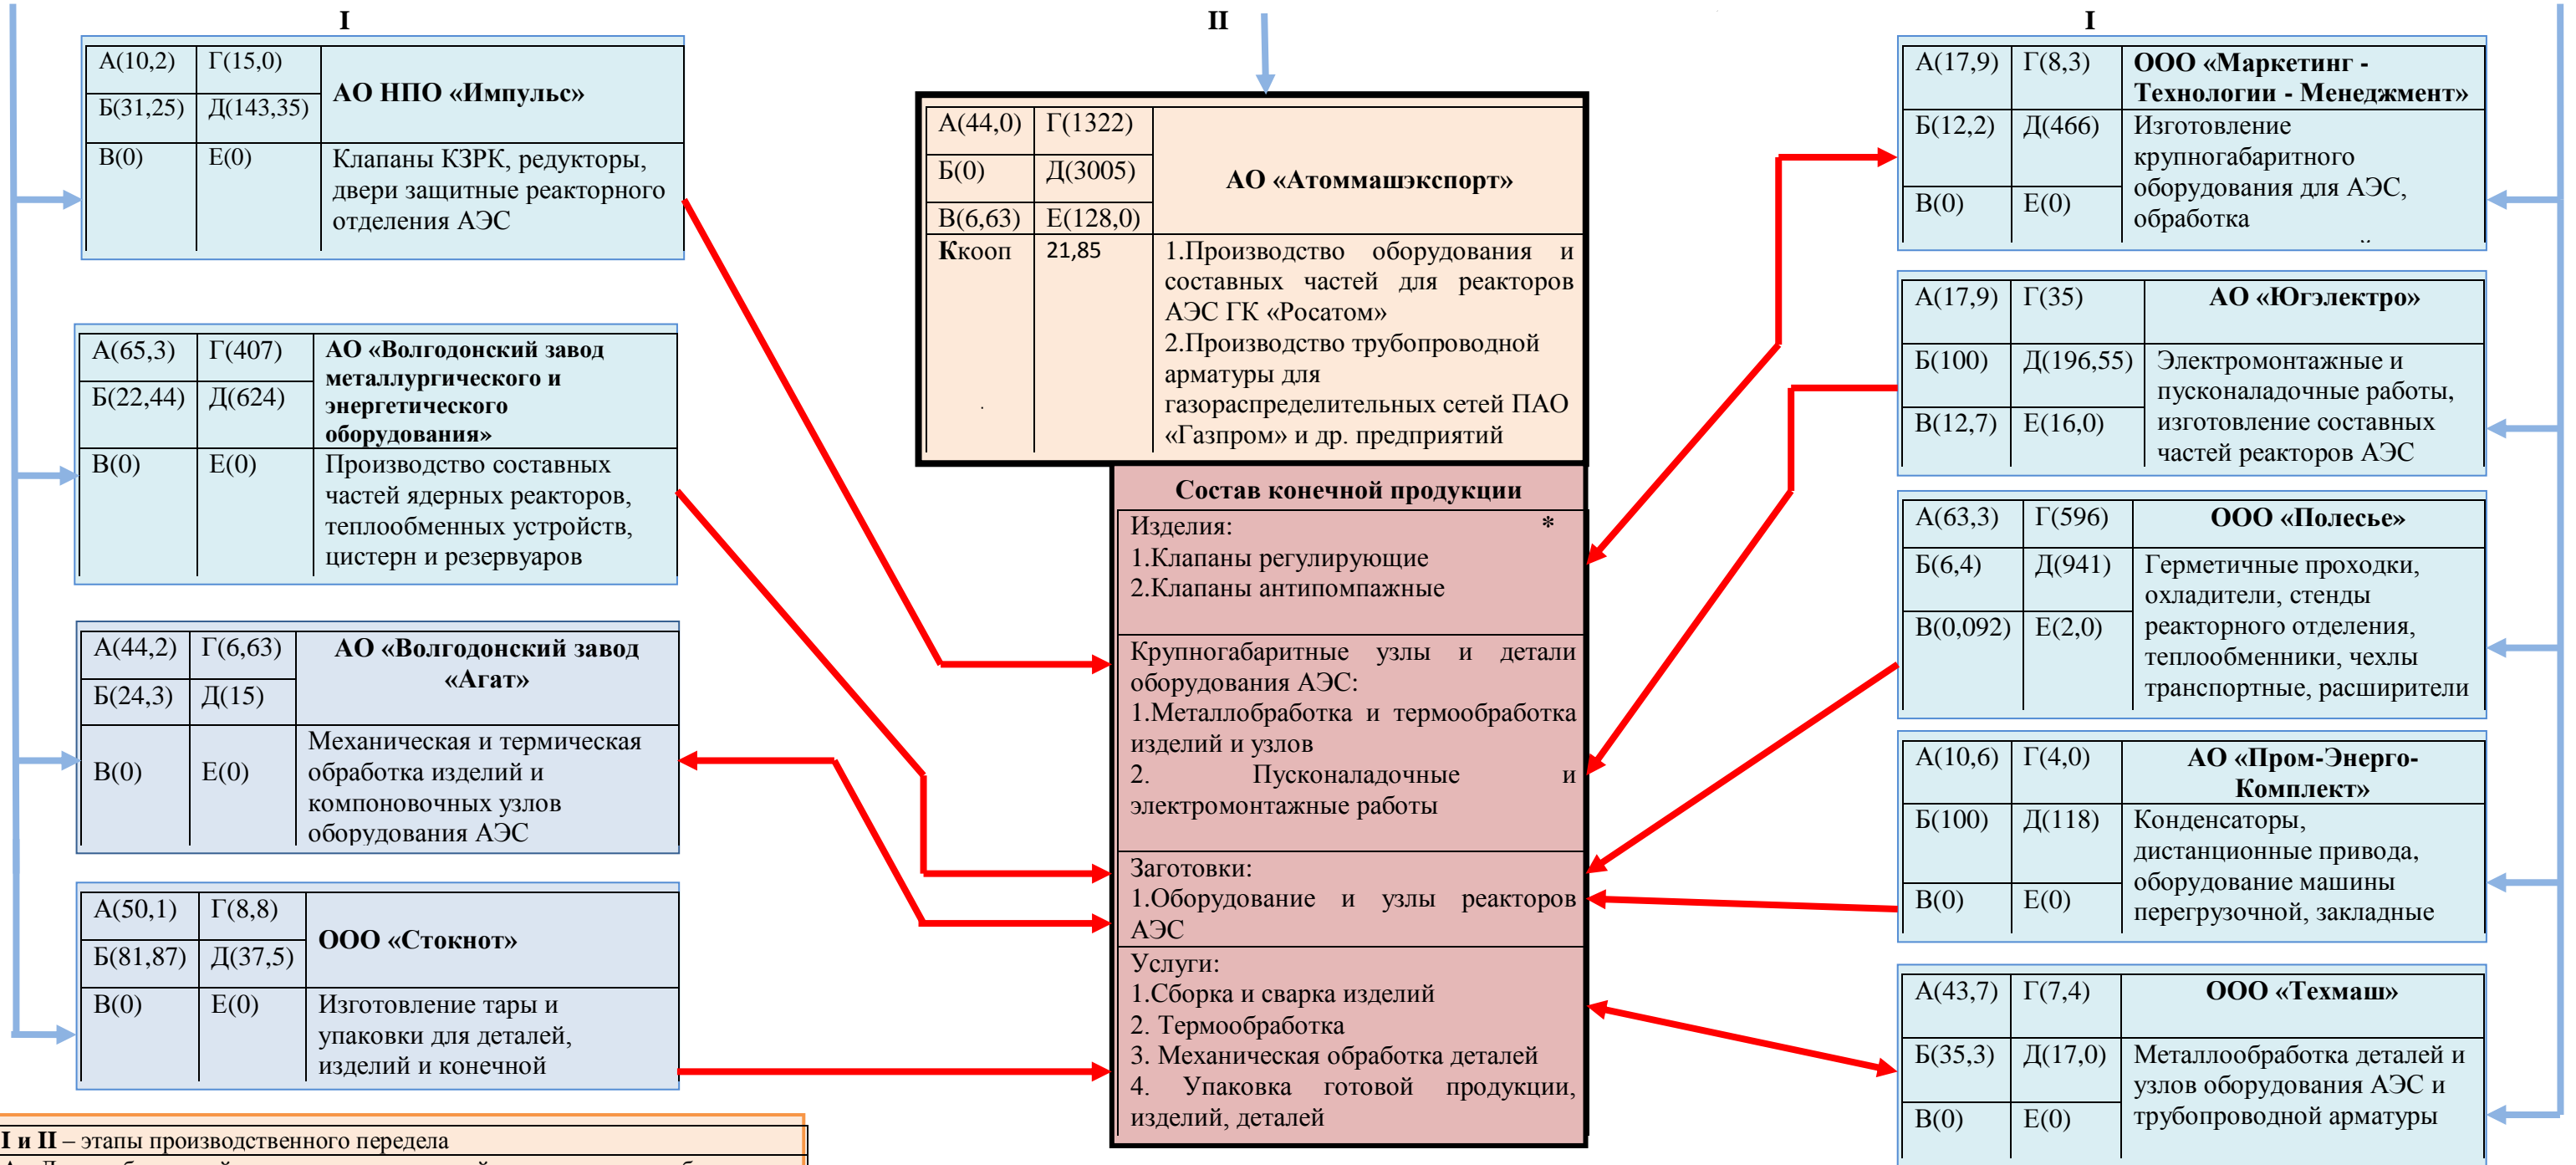 I
II
I
А(10,2) Г(15,0)
АО НПО «Импульс»
Б(31,25) Д(143,35)
В(0) Е(0) Клапаны КЗРК, редукторы,
двери защитные реакторного
отделения АЭС
А(65,3) Г(407) АО «Волгодонский завод
металлургического и
Б(22,44) Д(624) энергетического
оборудования»
В(0) Е(0) Производство составных
частей ядерных реакторов,
теплообменных устройств,
цистерн и резервуаров
А(44,2) Г(6,63) АО «Волгодонский завод
«Агат»
Б(24,3) Д(15)
Механическая и термическая
В(0) Е(0) обработка изделий и
компоновочных узлов
оборудования АЭС
А(50,1) Г(8,8)
ООО «Стокнот»
Б(81,87) Д(37,5)
В(0) Е(0) Изготовление тары и
упаковки для деталей,
изделий и конечной
I и II – этапы производственного передела
А(44,0) Г(1322)
Б(0) Д(3005) АО «Атоммашэкспорт»
В(6,63) Е(128,0)
Ккооп 21,85 1.Производство оборудования и
составных частей для реакторов
АЭС ГК «Росатом»
2.Производство трубопроводной
арматуры для
газораспределительных сетей ПАО
«Газпром» и др. предприятий
Состав конечной продукции
Изделия: *
1.Клапаны регулирующие
2.Клапаны антипомпажные
Крупногабаритные узлы и детали
оборудования АЭС:
1.Металлобработка и термообработка
изделий и узлов
2. Пусконаладочные и
электромонтажные работы
Заготовки:
1.Оборудование и узлы реакторов
АЭС
Услуги:
1.Сборка и сварка изделий
2. Термообработка
3. Механическая обработка деталей
4. Упаковка готовой продукции,
изделий, деталей
А(17,9) Г(8,3) ООО «Маркетинг -
Технологии - Менеджмент»
Б(12,2) Д(466) Изготовление
крупногабаритного
оборудования для АЭС,
В(0) Е(0) обработка
А(17,9) Г(35) АО «Югэлектро»
Б(100) Д(196,55) Электромонтажные и
пусконаладочные работы,
В(12,7) Е(16,0) изготовление составных
частей реакторов АЭС
А(63,3) Г(596) ООО «Полесье»
Б(6,4) Д(941) Герметичные проходки,
охладители, стенды
В(0,092) Е(2,0) реакторного отделения,
теплообменники, чехлы
транспортные, расширители
А(10,6) Г(4,0) АО «Пром-Энерго-
Комплект»
Б(100) Д(118) Конденсаторы,
дистанционные привода,
оборудование машины
В(0) Е(0) перегрузочной, закладные
А(43,7) Г(7,4) ООО «Техмаш»
Б(35,3) Д(17,0) Металлообработка деталей и
узлов оборудования АЭС и
В(0) Е(0) трубопроводной арматуры